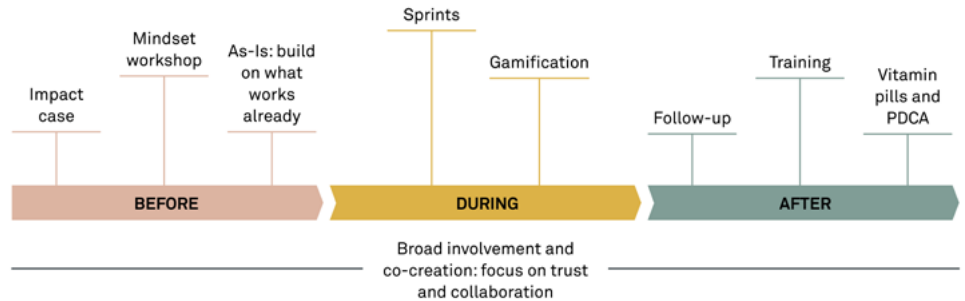 Impact
case
Mindset
workshop
As-Is: build
on what
works
already
Sprints
Gamification
Follow-up
Training
Vitamin
pills and
PDCA
BEFORE
DURING
AFTER
Broad involvement and
co-creation: focus on trust
and collaboration